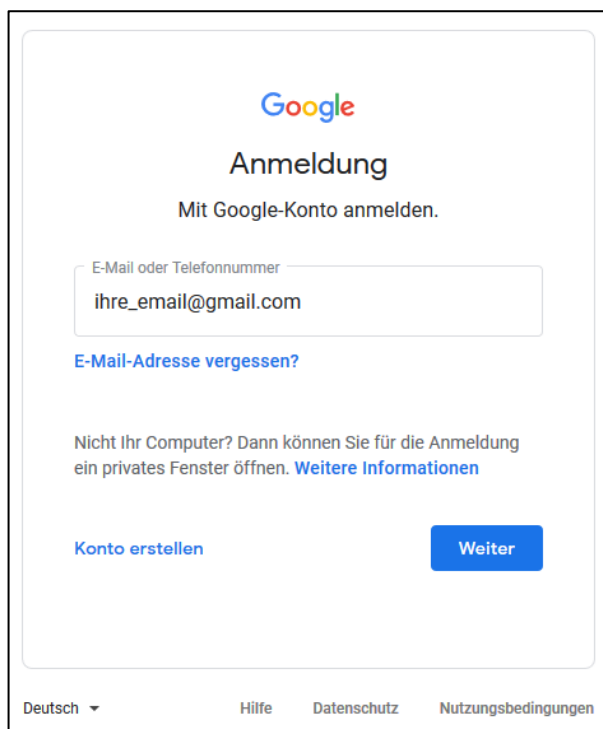 Google
Anmeldung
Mit Google-Konto anmelden.
E-Mail oder Telefonnummer
ihre_email@gmail.com
E-Mail-Adresse vergessen?
Nicht Ihr Computer? Dann können Sie für die Anmeldung
ein privates Fenster öffnen. Weitere Informationen
Konto erstellen Weiter
Deutsch Hilfe Datenschutz Nutzungsbedingungen